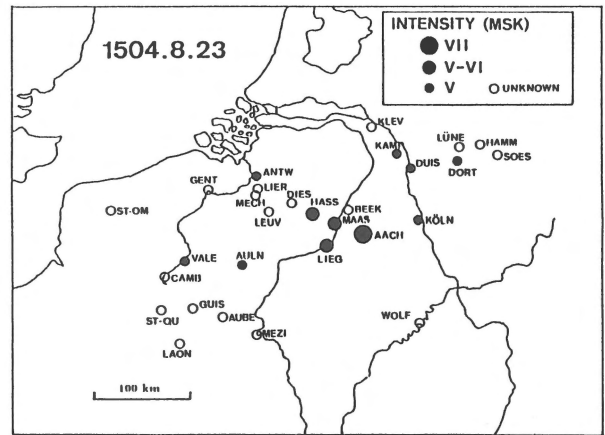 1504.8.23
INTENSITY (MSK)
VII
V-VI
V
UNKNOWN
KLEV
KAMP
DUIS
LÜNE
HAMM
SOES
DORT
ANTW
GENT
LIER
MECH
DIES
LEUV
HASS
REEK
MAAS
ST-OM
KÖLN
AACH
LIEG
VALE
AULN
CAMB
GUIS
ST-QU
AUBE
MEZI
WOLF
LAON
100 km